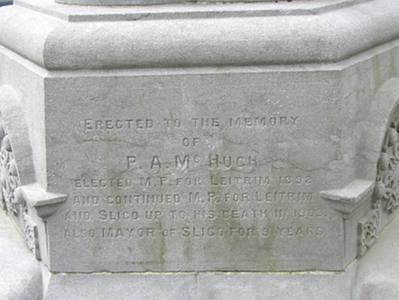 ERECTED TO THE MEMORY
OF
P. A. MCHUGH
ELECTED M.P. FOR LEITRIM 1892
AND CONTINUED M.P. FOR LEITRIM
AND SLIGO UP TO HIS DEATH IN 1909.
ALSO MAYOR OF SLIGO FOR 3 YEARS.